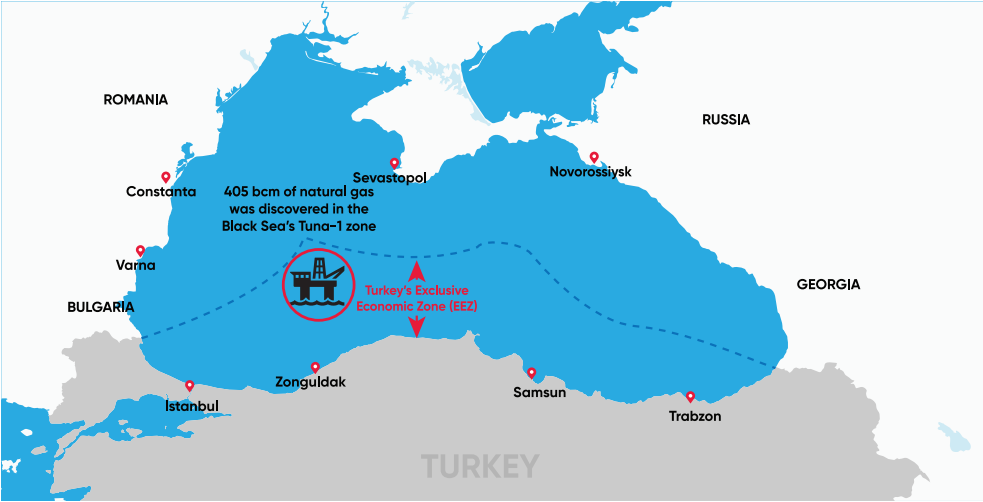 ROMANIA
RUSSIA
Sevastopol
Novorossiysk
Constanta
405 bcm of natural gas
was discovered in the
Black Sea's Tuna-1 zone
Varna
Turkey's Exclusive
Economic Zone (EEZ)
GEORGIA
BULGARIA
Zonguldak
Samsun
Istanbul
Trabzon
TURKEY